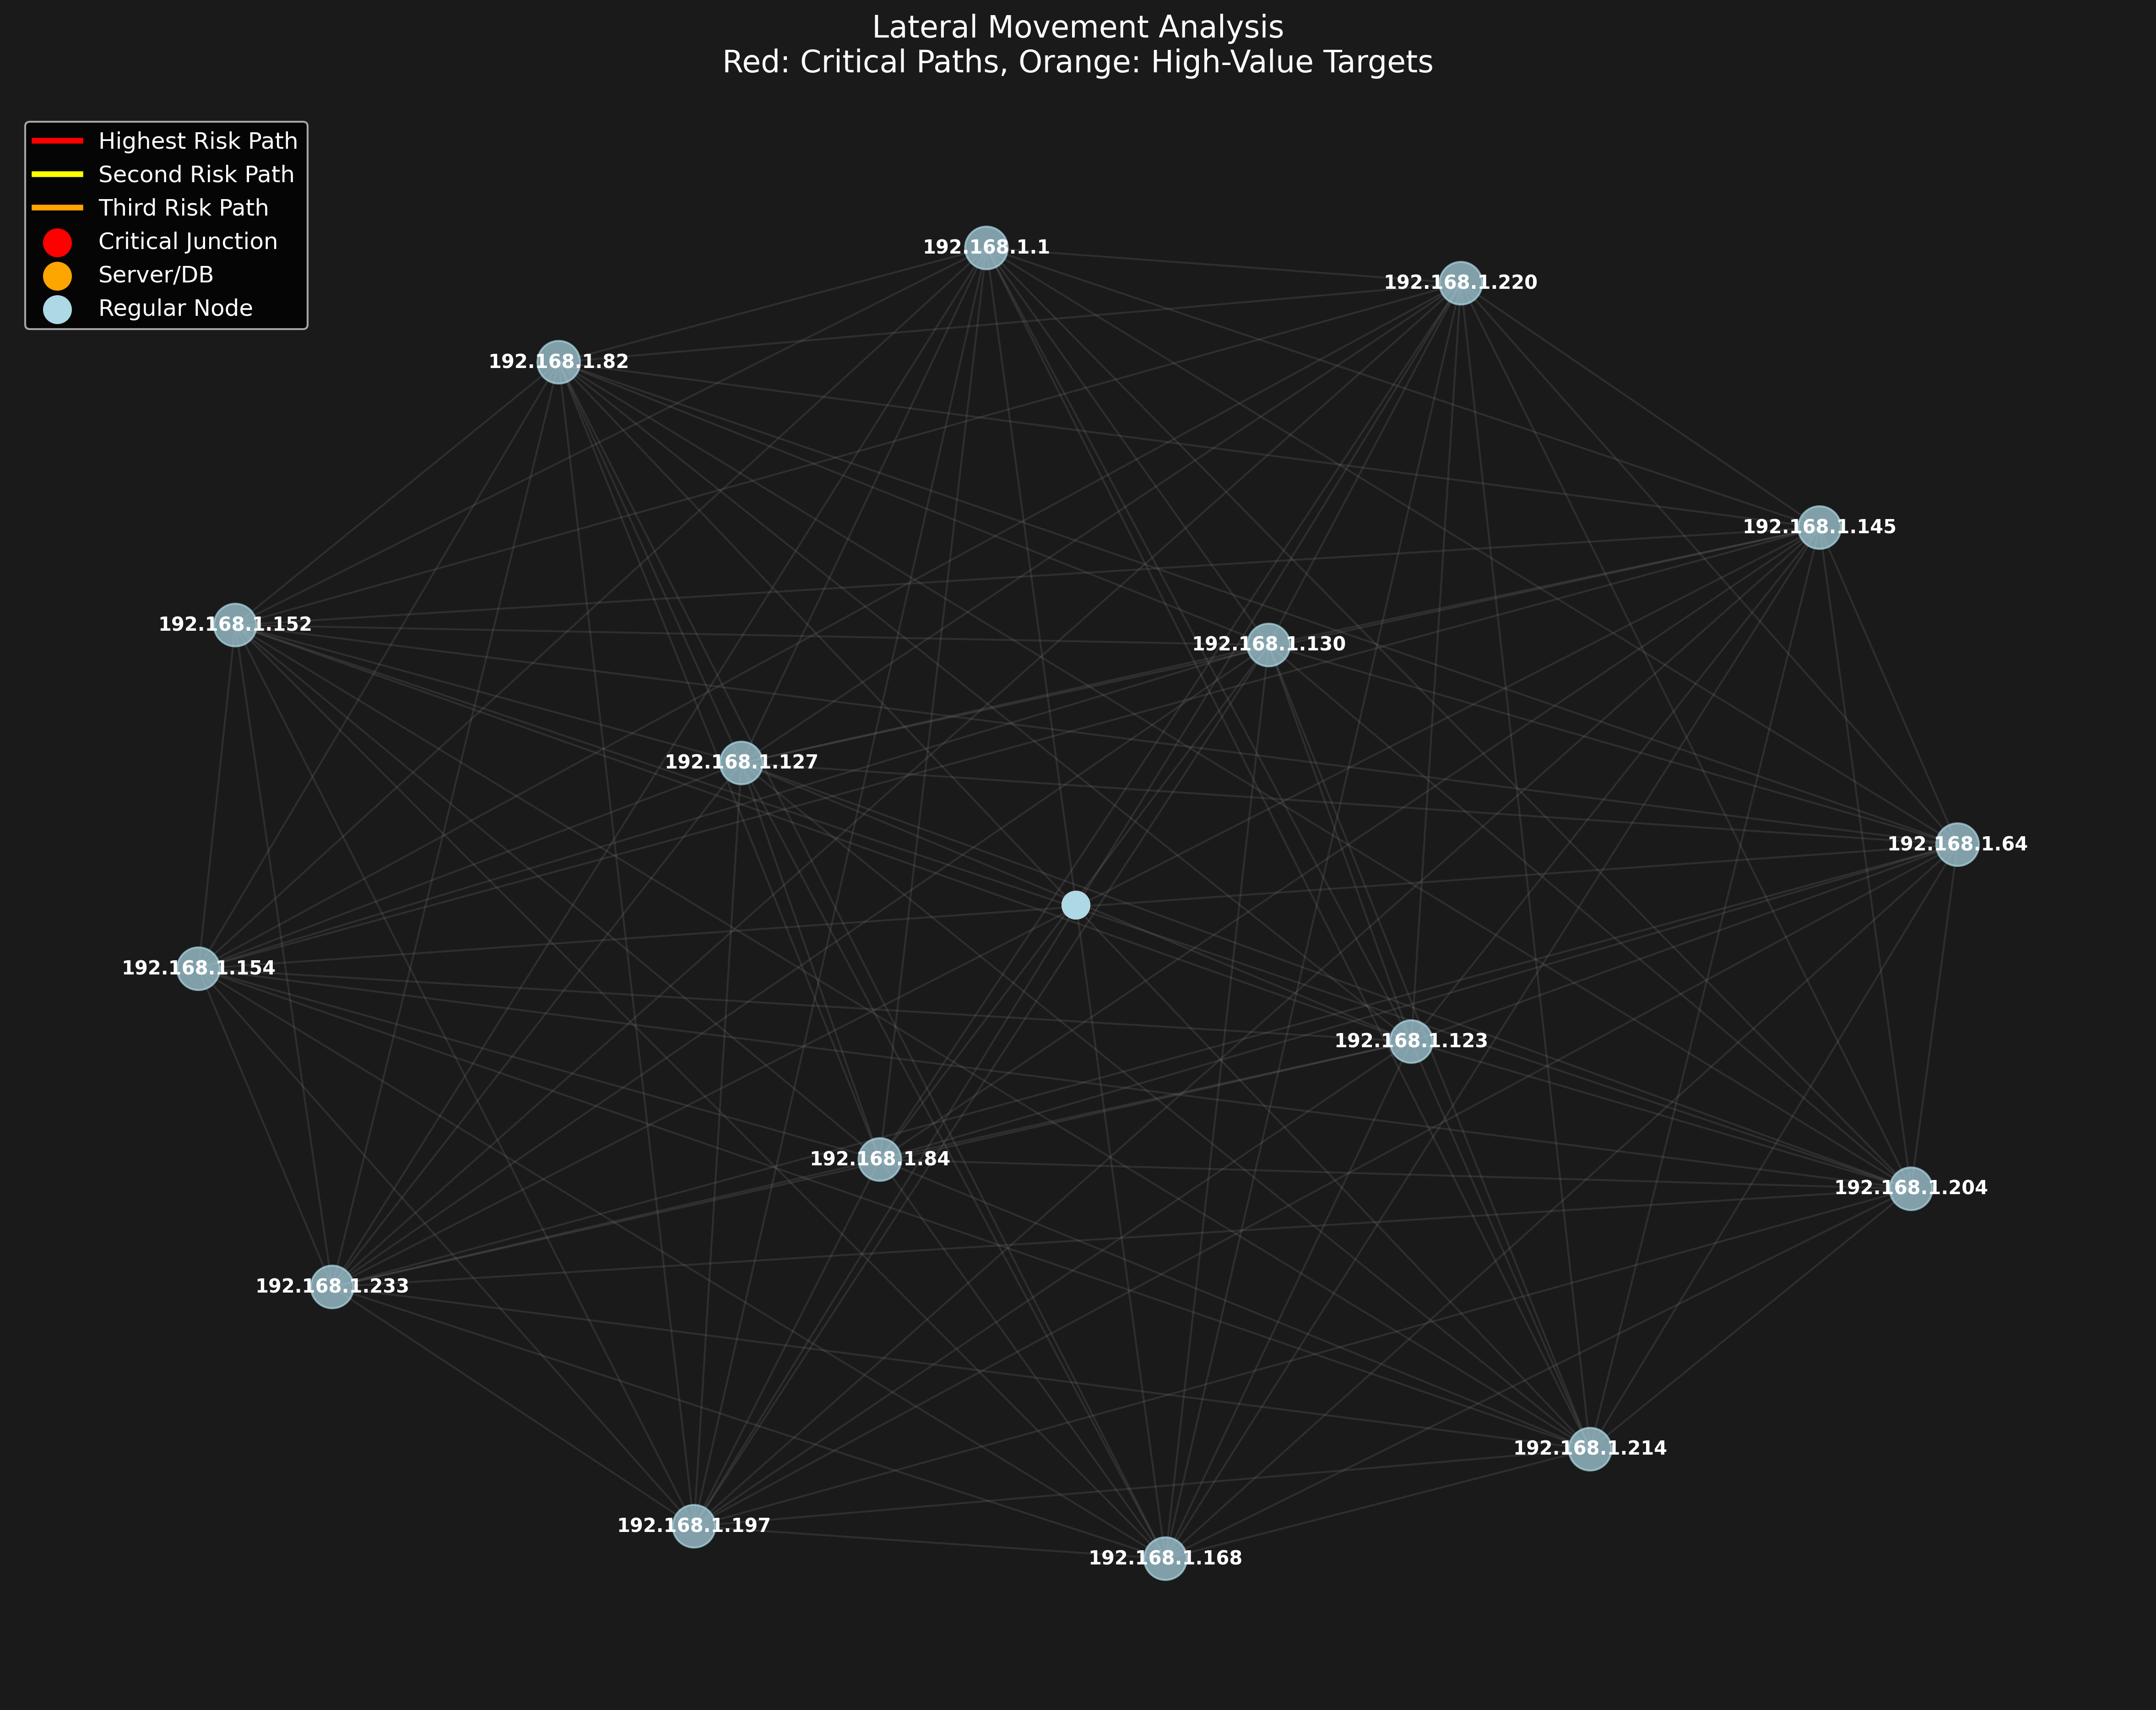 Lateral Movement Analysis
Red: Critical Paths, Orange: High-Value Targets
Highest Risk Path
Second Risk Path
Third Risk Path
Critical Junction
Server/DB
Regular Node
192.168.1.1
192.168.1.220
192.168.1.82
192.168.1.145
192.168.1.152
192.168.1.130
192.168.1.127
192.168.1.64
192.168.1.154
192.168.1.123
192.168.1.84
192.168.1.204
192.168.1.233
192.168.1.214
192.168.1.197
192.168.1.168